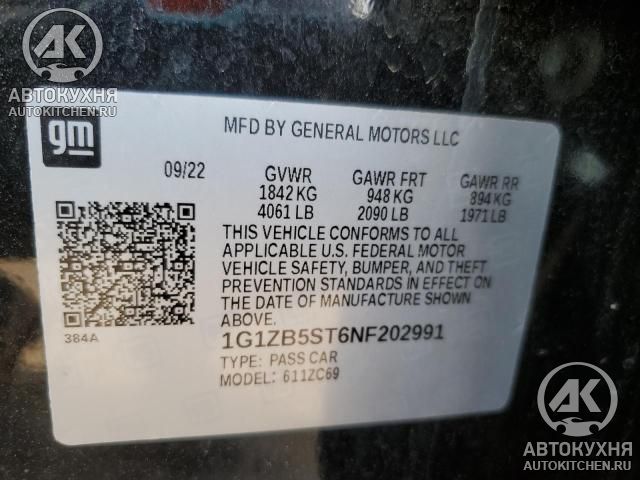 AK
АВТОКУХНЯ
AUTOKITCHEN.RU
gm
MFD BY GENERAL MOTORS LLC
09/22 GVWR GAWR FRT GAWR RR
1842 KG 948 KG 894 KG
4061 LB 2090 LB 1971 LB
THIS VEHICLE CONFORMS TO ALL
APPLICABLE U.S. FEDERAL MOTOR
VEHICLE SAFETY, BUMPER, AND THEFT
PREVENTION STANDARDS IN EFFECT ON
THE DATE OF MANUFACTURE SHOWN
ABOVE.
384A
1G1ZB5ST6NF202991
TYPE: PASS CAR
MODEL: 611ZC69
AK
АВТОКУХНЯ
AUTOKITCHEN.RU